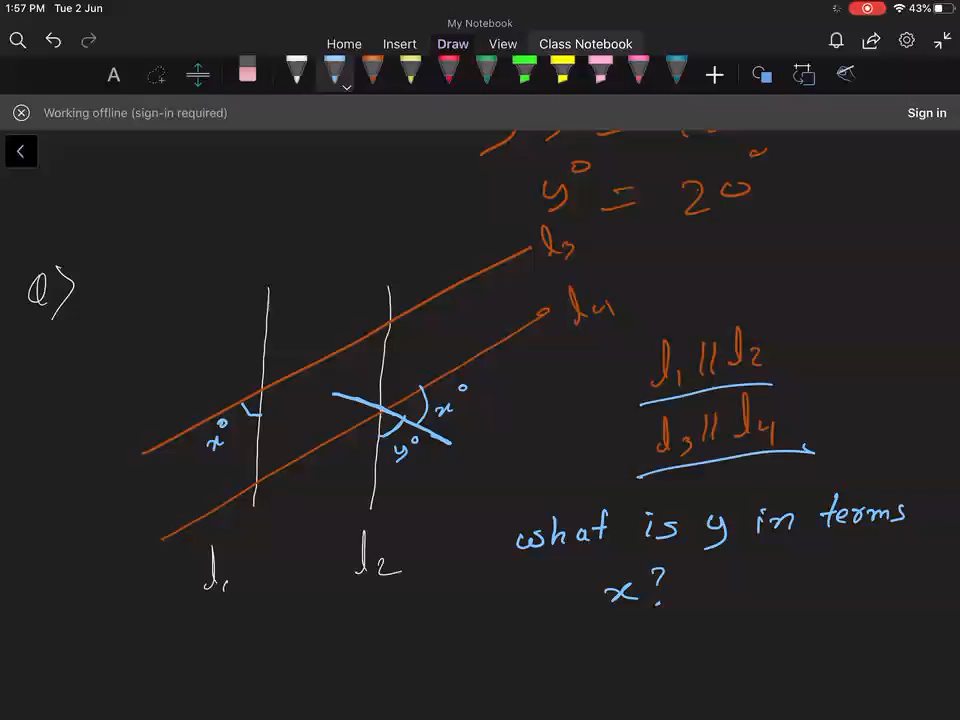 1:57 PM Tue 2 Jun
43%
My Notebook
Home Insert Draw View Class Notebook
A
Working offline (sign-in required)
Sign in
y° = 20°
l3
Q)
l4
l1 || l2
x°
x°
l3 || l4
y°
what is y in terms
x?
l1
l2